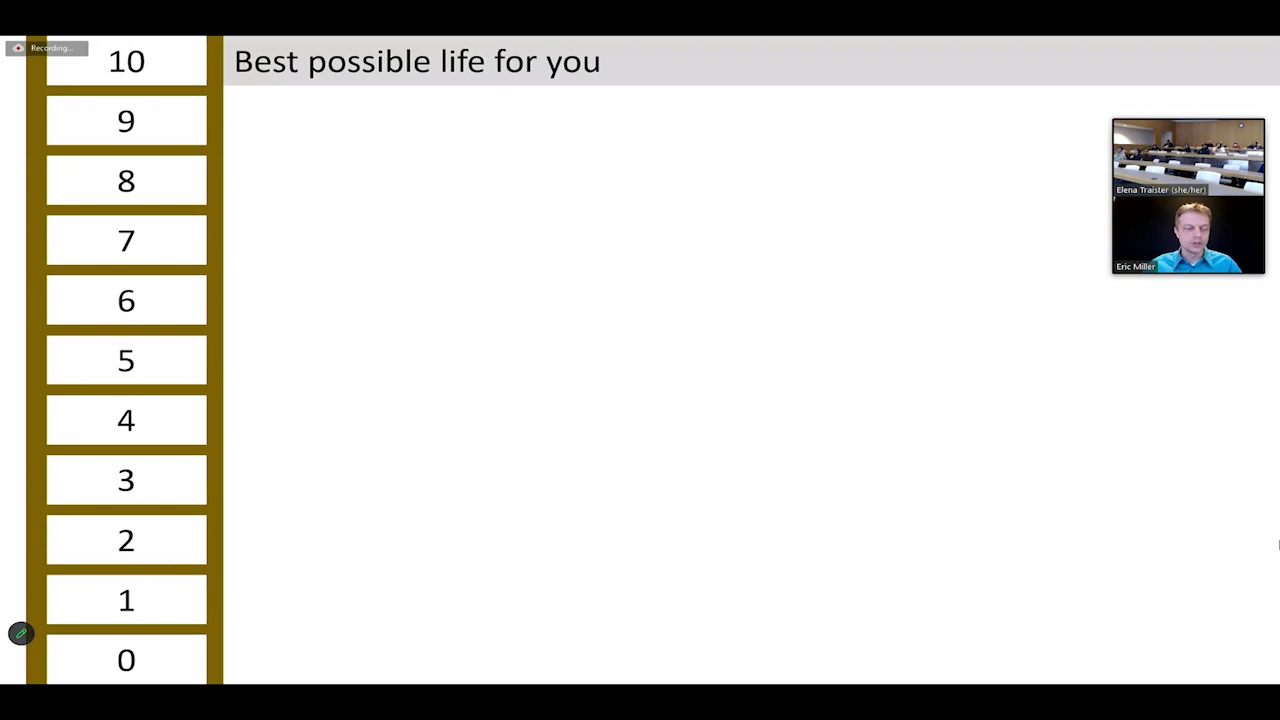 Recording...
10 Best possible life for you
9
8
7
6
5
4
3
2
1
0
Elena Traister (she/her)
Eric Miller